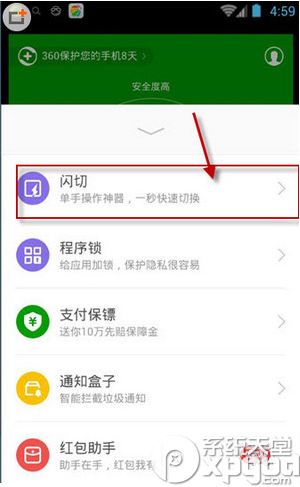 4:59
360保护您的手机8天
安全度高
闪切
单手操作神器，一秒快速切换
程序锁
给应用加锁，保护隐私很容易
支付保镖
送你10万先赔保障金
通知盒子
智能拦截垃圾通知
红包助手
助手在手，红包我有
系统天堂